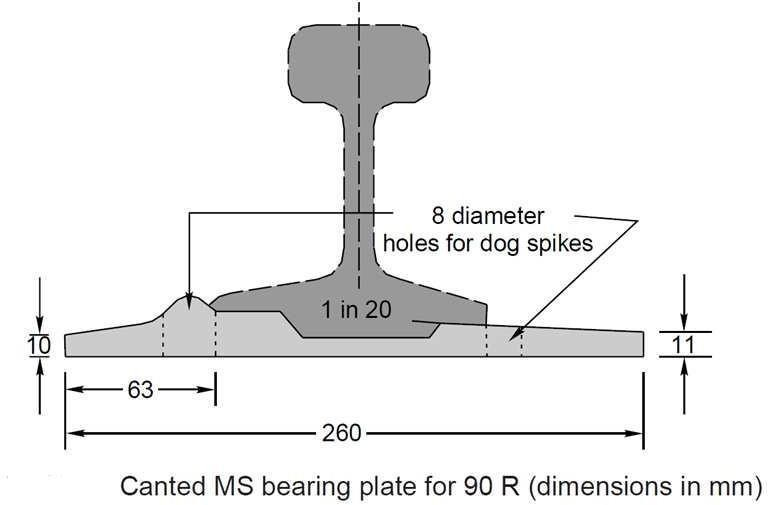 8 diameter
holes for dog spikes
1 in 20
10
11
63
260
Canted MS bearing plate for 90 R (dimensions in mm)